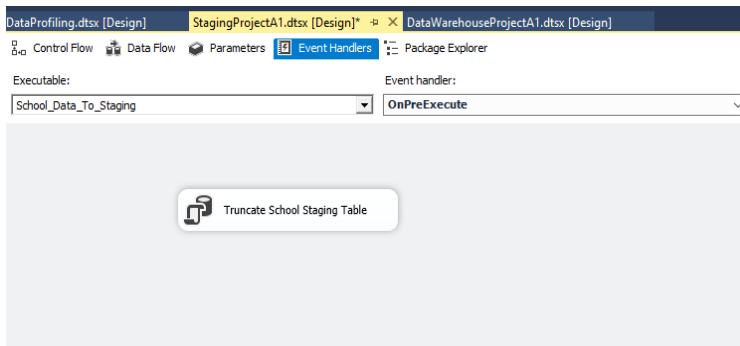 DataProfiling.dtsx [Design] StagingProjectA1.dtsx [Design]* DataWarehouseProjectA1.dtsx [Design]
Control Flow Data Flow Parameters Event Handlers Package Explorer
Executable: Event handler:
School_Data_To_Staging OnPreExecute
Truncate School Staging Table